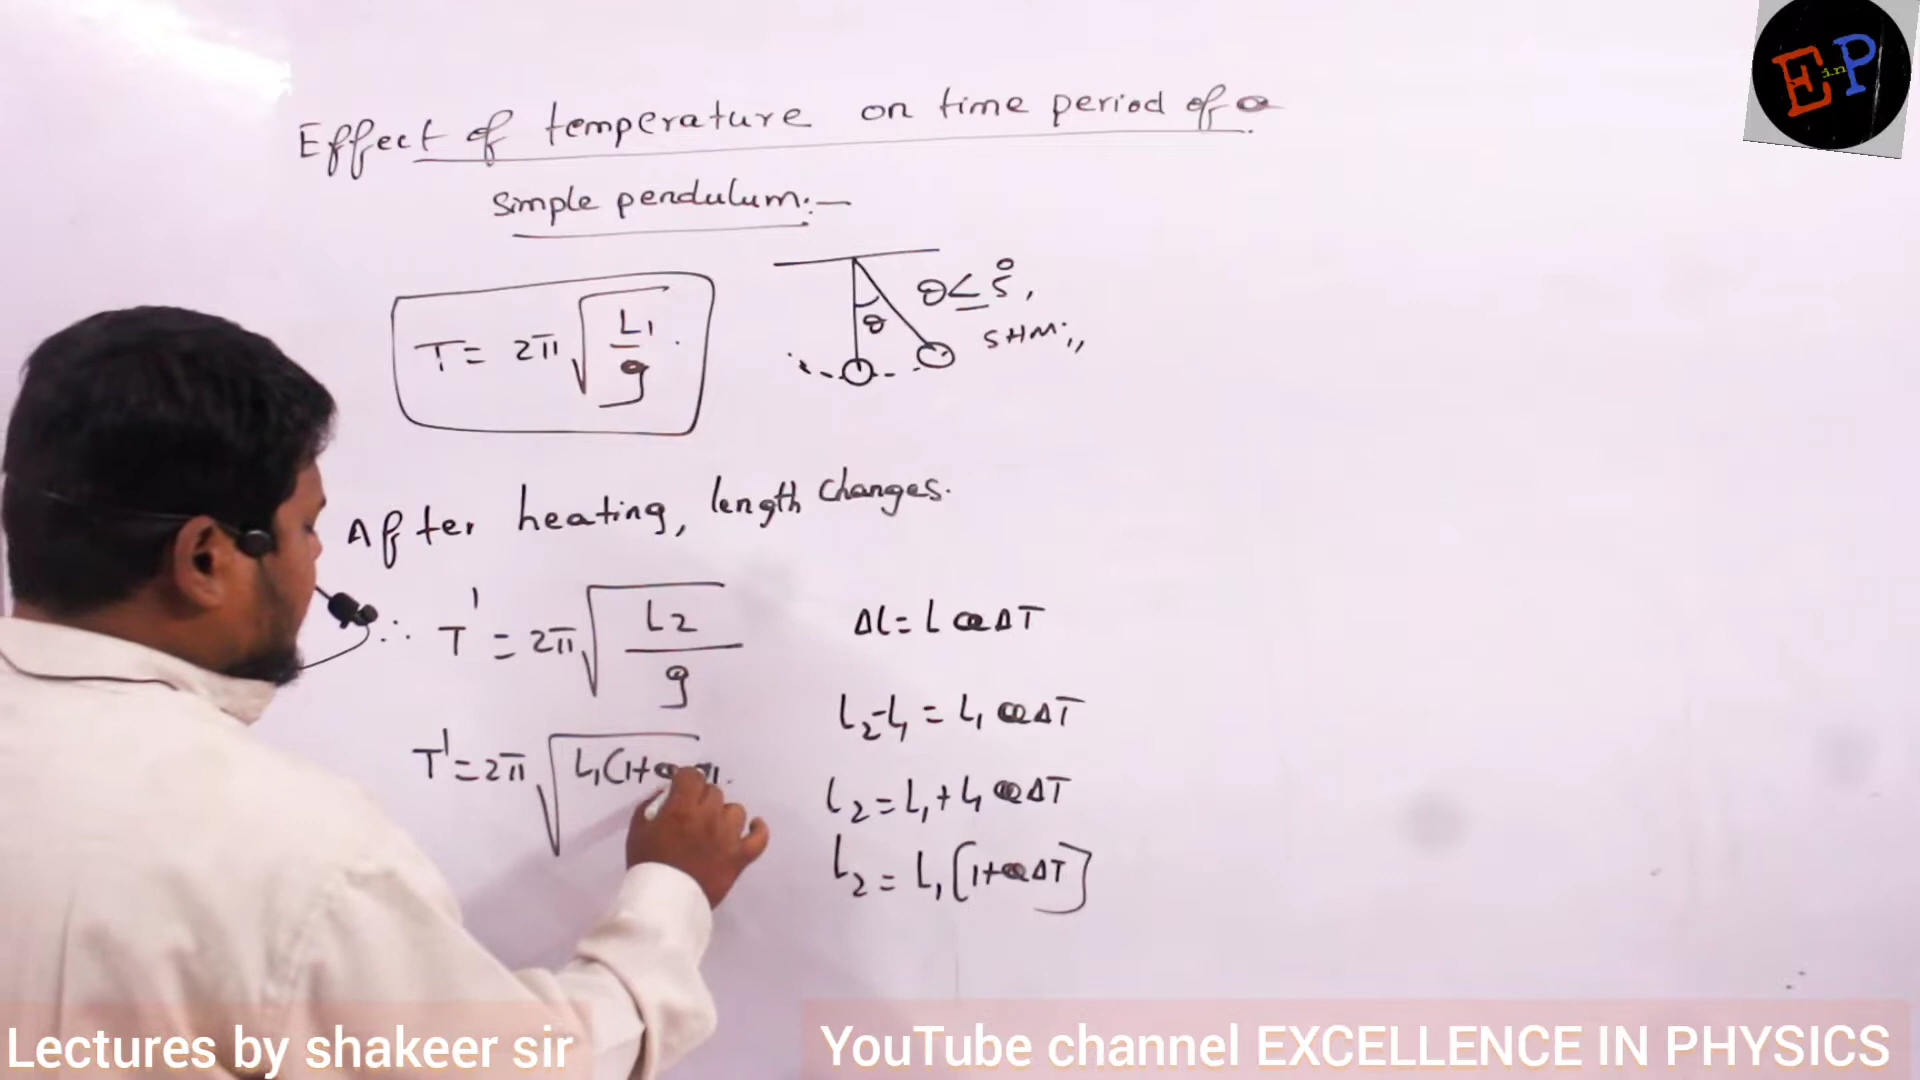 E in P
Effect of temperature on time period of a
simple pendulum:—
T = 2π √(L₁/g)
θ
θ ≤ 5°,
SHM
After heating, length changes.
∴ T' = 2π √(L₂/g)
Δl = L α ΔT
L₂-L₁ = L₁ α ΔT
T' = 2π √L₁(1+
L₂ = L₁ + L₁ α ΔT
L₂ = L₁ [1+αΔT]
Lectures by shakeer sir
YouTube channel EXCELLENCE IN PHYSICS